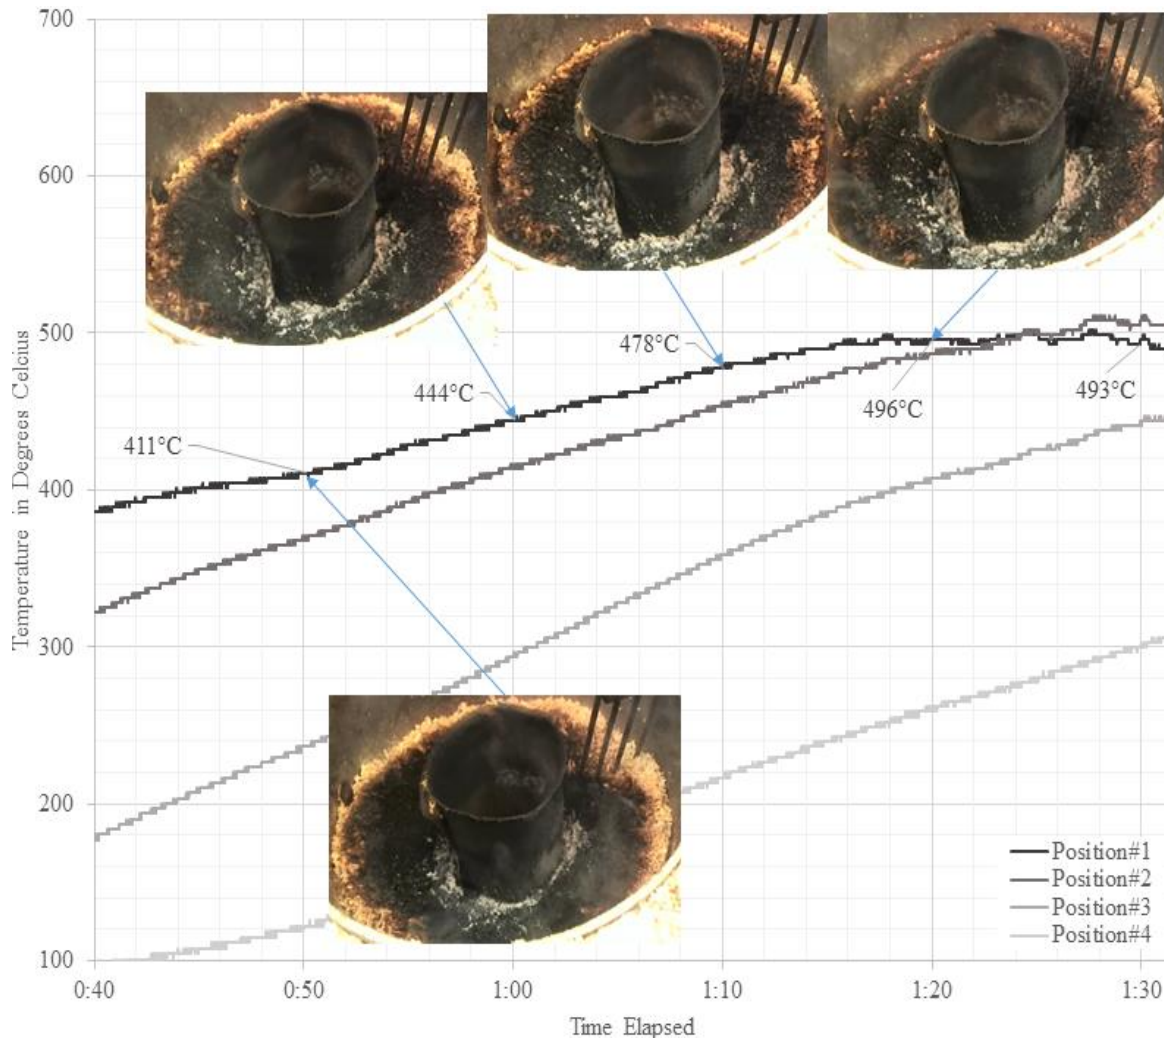 700
600
500
400
300
200
100
Temperature in Degrees Celcius
478°C
444°C
411°C
496°C
493°C
Position#1
Position#2
Position#3
Position#4
0:40
0:50
1:00
1:10
1:20
1:30
Time Elapsed